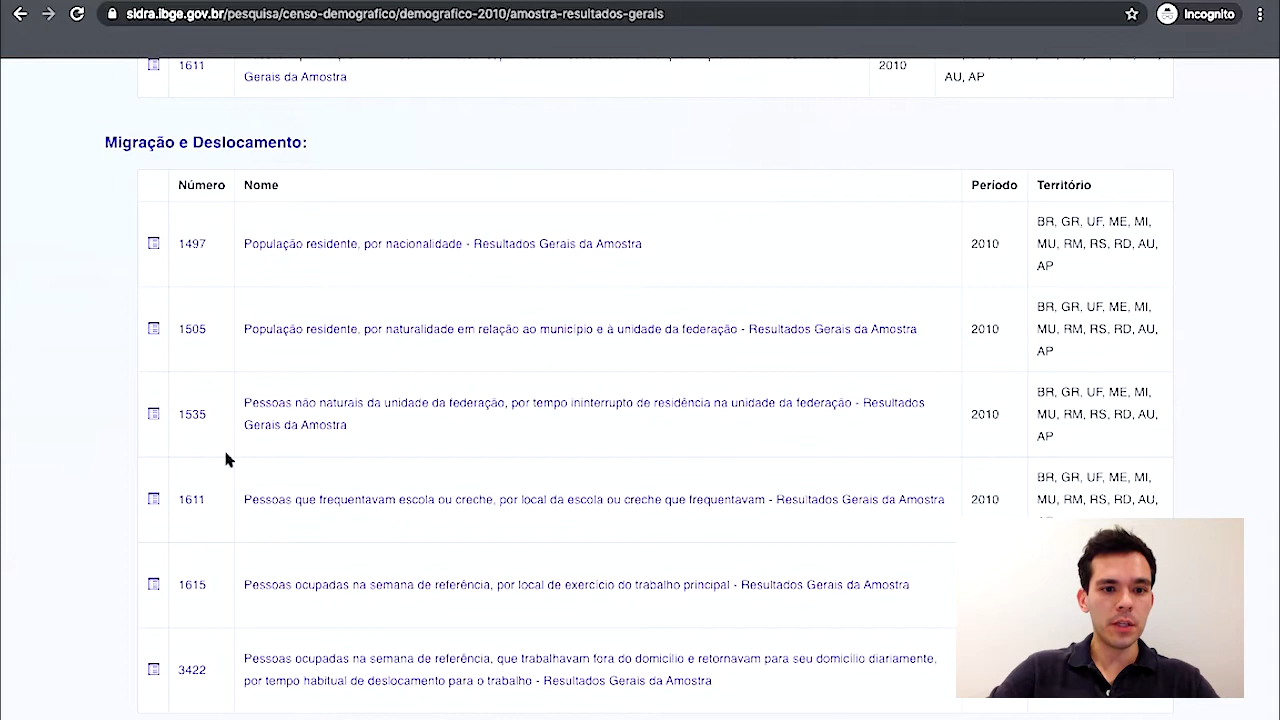 sidra.ibge.gov.br/pesquisa/censo-demografico/demografico-2010/amostra-resultados-gerais
Incognito
1611
Gerais da Amostra
2010
AU, AP
Migração e Deslocamento:
Número Nome Período Território
1497 População residente, por nacionalidade - Resultados Gerais da Amostra 2010
BR, GR, UF, ME, MI,
MU, RM, RS, RD, AU,
AP
1505 População residente, por naturalidade em relação ao município e à unidade da federação - Resultados Gerais da Amostra 2010
BR, GR, UF, ME, MI,
MU, RM, RS, RD, AU,
AP
1535
Pessoas não naturais da unidade da federação, por tempo ininterrupto de residência na unidade da federação - Resultados
Gerais da Amostra
2010
BR, GR, UF, ME, MI,
MU, RM, RS, RD, AU,
AP
1611 Pessoas que frequentavam escola ou creche, por local da escola ou creche que frequentavam - Resultados Gerais da Amostra 2010
BR, GR, UF, ME, MI,
MU, RM, RS, RD, AU,
1615 Pessoas ocupadas na semana de referência, por local de exercício do trabalho principal - Resultados Gerais da Amostra
3422
Pessoas ocupadas na semana de referência, que trabalhavam fora do domicílio e retornavam para seu domicílio diariamente,
por tempo habitual de deslocamento para o trabalho - Resultados Gerais da Amostra